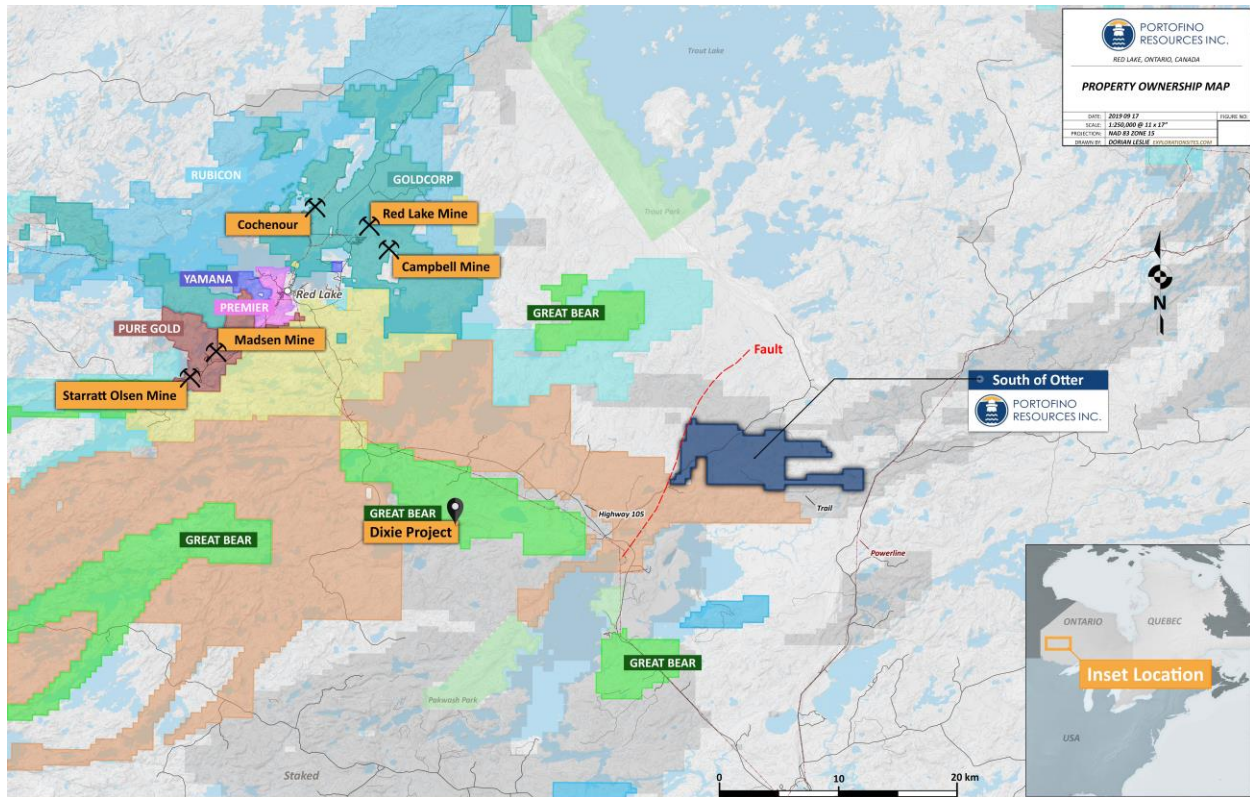 PORTOFINO
RESOURCES INC.
RED LAKE, ONTARIO, CANADA
PROPERTY OWNERSHIP MAP
DATE: 2019 09 17
FIGURE NO:
SCALE: 1:250,000 @ 11 x 17"
PROJECTION: NAD 83 ZONE 15
DRAWN BY: DORIAN LESLIE EXPLORATIONSITES.COM
Trout Lake
RUBICON
GOLDCORP
Cochenour
Red Lake Mine
Trout Park
Campbell Mine
YAMANA
Red Lake
PREMIER
N
PURE GOLD
GREAT BEAR
Madsen Mine
Fault
Starratt Olsen Mine
South of Otter
PORTOFINO
RESOURCES INC.
Highway 105
Trail
GREAT BEAR
Dixie Project
GREAT BEAR
Powerline
GREAT BEAR
Pakwash Park
Staked
ONTARIO
QUEBEC
Inset Location
USA
0 10 20 km